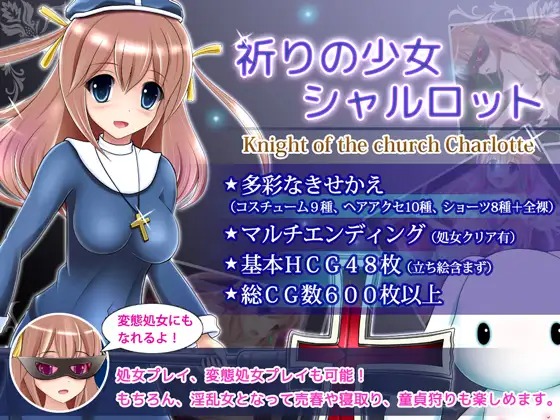 祈りの少女
シャルロット
Knight of the church Charlotte
★多彩なきせかえ
（コスチューム９種、ヘアアクセ10種、ショーツ8種＋全裸）
★マルチエンディング（処女クリア有）
★基本ＨＣＧ４８枚（立ち絵含まず）
★総ＣＧ数６００枚以上
変態処女にも
なれるよ！
処女プレイ、変態処女プレイも可能！
もちろん、淫乱女となって売春や寝取り、童貞狩りも楽しめます。